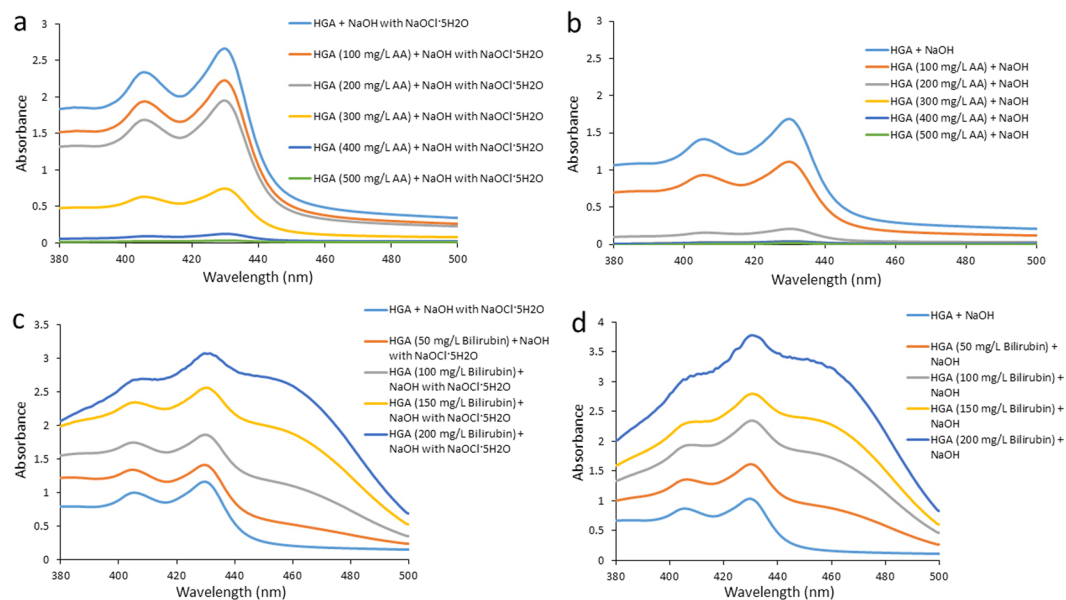 a
3
2.5
2
1.5
1
0.5
0
Absorbance
380 400 420 440 460 480 500
Wavelength (nm)
HGA + NaOH with NaOCl·5H2O
HGA (100 mg/L AA) + NaOH with NaOCl·5H2O
HGA (200 mg/L AA) + NaOH with NaOCl·5H2O
HGA (300 mg/L AA) + NaOH with NaOCl·5H2O
HGA (400 mg/L AA) + NaOH with NaOCl·5H2O
HGA (500 mg/L AA) + NaOH with NaOCl·5H2O
b
3
2.5
2
1.5
1
0.5
0
Absorbance
380 400 420 440 460 480 500
Wavelength (nm)
HGA + NaOH
HGA (100 mg/L AA) + NaOH
HGA (200 mg/L AA) + NaOH
HGA (300 mg/L AA) + NaOH
HGA (400 mg/L AA) + NaOH
HGA (500 mg/L AA) + NaOH
c
3.5
3
2.5
2
1.5
1
0.5
0
Absorbance
380 400 420 440 460 480 500
Wavelength (nm)
HGA + NaOH with NaOCl·5H2O
HGA (50 mg/L Bilirubin) + NaOH
with NaOCl·5H2O
HGA (100 mg/L Bilirubin) +
NaOH with NaOCl·5H2O
HGA (150 mg/L Bilirubin) +
NaOH with NaOCl·5H2O
HGA (200 mg/L Bilirubin) +
NaOH with NaOCl·5H2O
d
4
3.5
3
2.5
2
1.5
1
0.5
0
Absorbance
380 400 420 440 460 480 500
Wavelength (nm)
HGA + NaOH
HGA (50 mg/L Bilirubin) +
NaOH
HGA (100 mg/L Bilirubin) +
NaOH
HGA (150 mg/L Bilirubin) +
NaOH
HGA (200 mg/L Bilirubin) +
NaOH